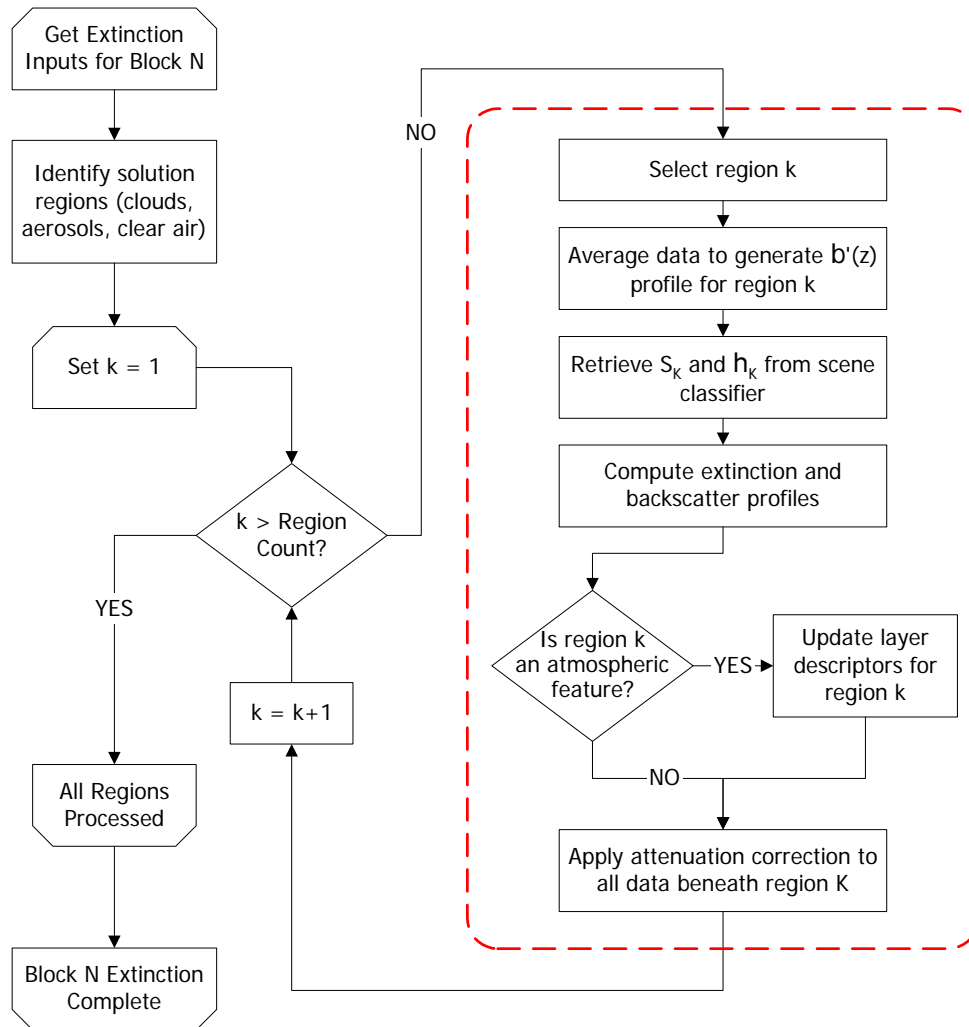 Get Extinction
Inputs for Block N
Identify solution
regions (clouds,
aerosols, clear air)
Set k = 1
k > Region
Count?
YES
NO
k = k+1
All Regions
Processed
Block N Extinction
Complete
Select region k
Average data to generate b'(z)
profile for region k
Retrieve S_K and h_K from scene
classifier
Compute extinction and
backscatter profiles
Is region k
an atmospheric
feature?
YES
Update layer
descriptors for
region k
NO
Apply attenuation correction to
all data beneath region K